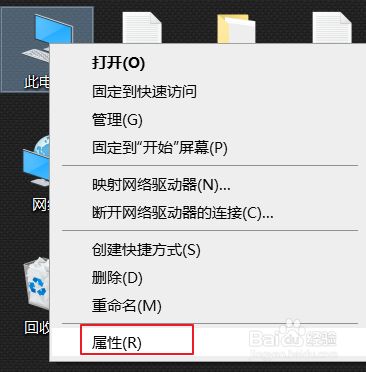 此电
网络
回收
打开(O)
固定到快速访问
管理(G)
固定到“开始”屏幕(P)
映射网络驱动器(N)...
断开网络驱动器的连接(C)...
创建快捷方式(S)
删除(D)
重命名(M)
属性(R)
Baidu 经验